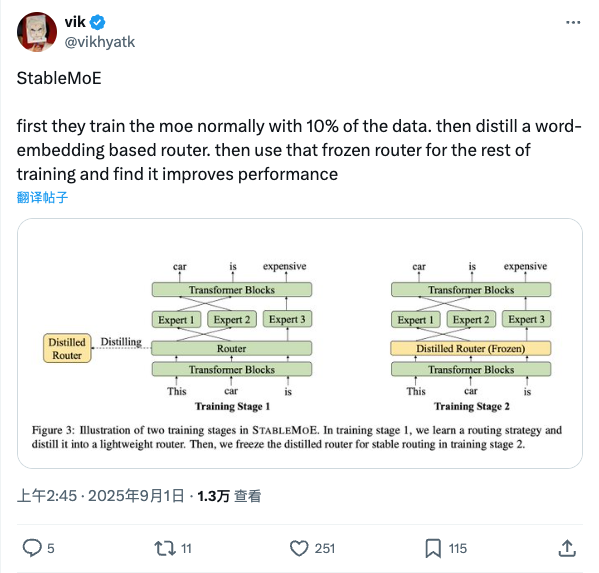 vik
@vikhyatk
StableMoE
first they train the moe normally with 10% of the data. then distill a word-
embedding based router. then use that frozen router for the rest of
training and find it improves performance
翻译帖子
car is expensive car is expensive
Transformer Blocks Transformer Blocks
Expert 1 Expert 2 Expert 3 Expert 1 Expert 2 Expert 3
Distilled Router Distilling Router Distilled Router (Frozen)
Transformer Blocks Transformer Blocks
This car is This car is
Training Stage 1 Training Stage 2
Figure 3: Illustration of two training stages in STABLEMOE. In training stage 1, we learn a routing strategy and
distill it into a lightweight router. Then, we freeze the distilled router for stable routing in training stage 2.
上午2:45 · 2025年9月1日 · 1.3万 查看
5 11 251 115